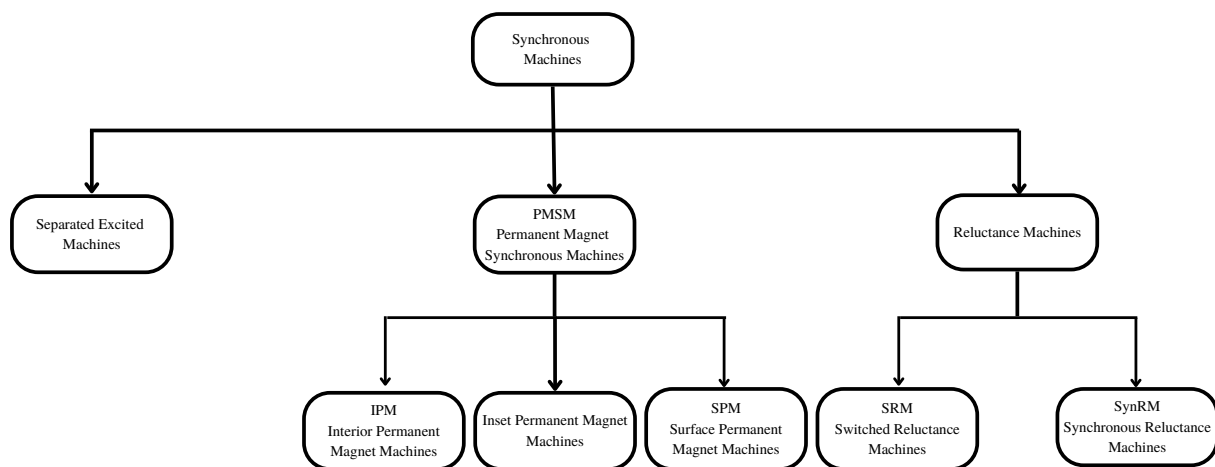 Synchronous
Machines
Separated Excited
Machines
PMSM
Permanent Magnet
Synchronous Machines
Reluctance Machines
IPM
Interior Permanent
Magnet Machines
Inset Permanent Magnet
Machines
SPM
Surface Permanent
Magnet Machines
SRM
Switched Reluctance
Machines
SynRM
Synchronous Reluctance
Machines